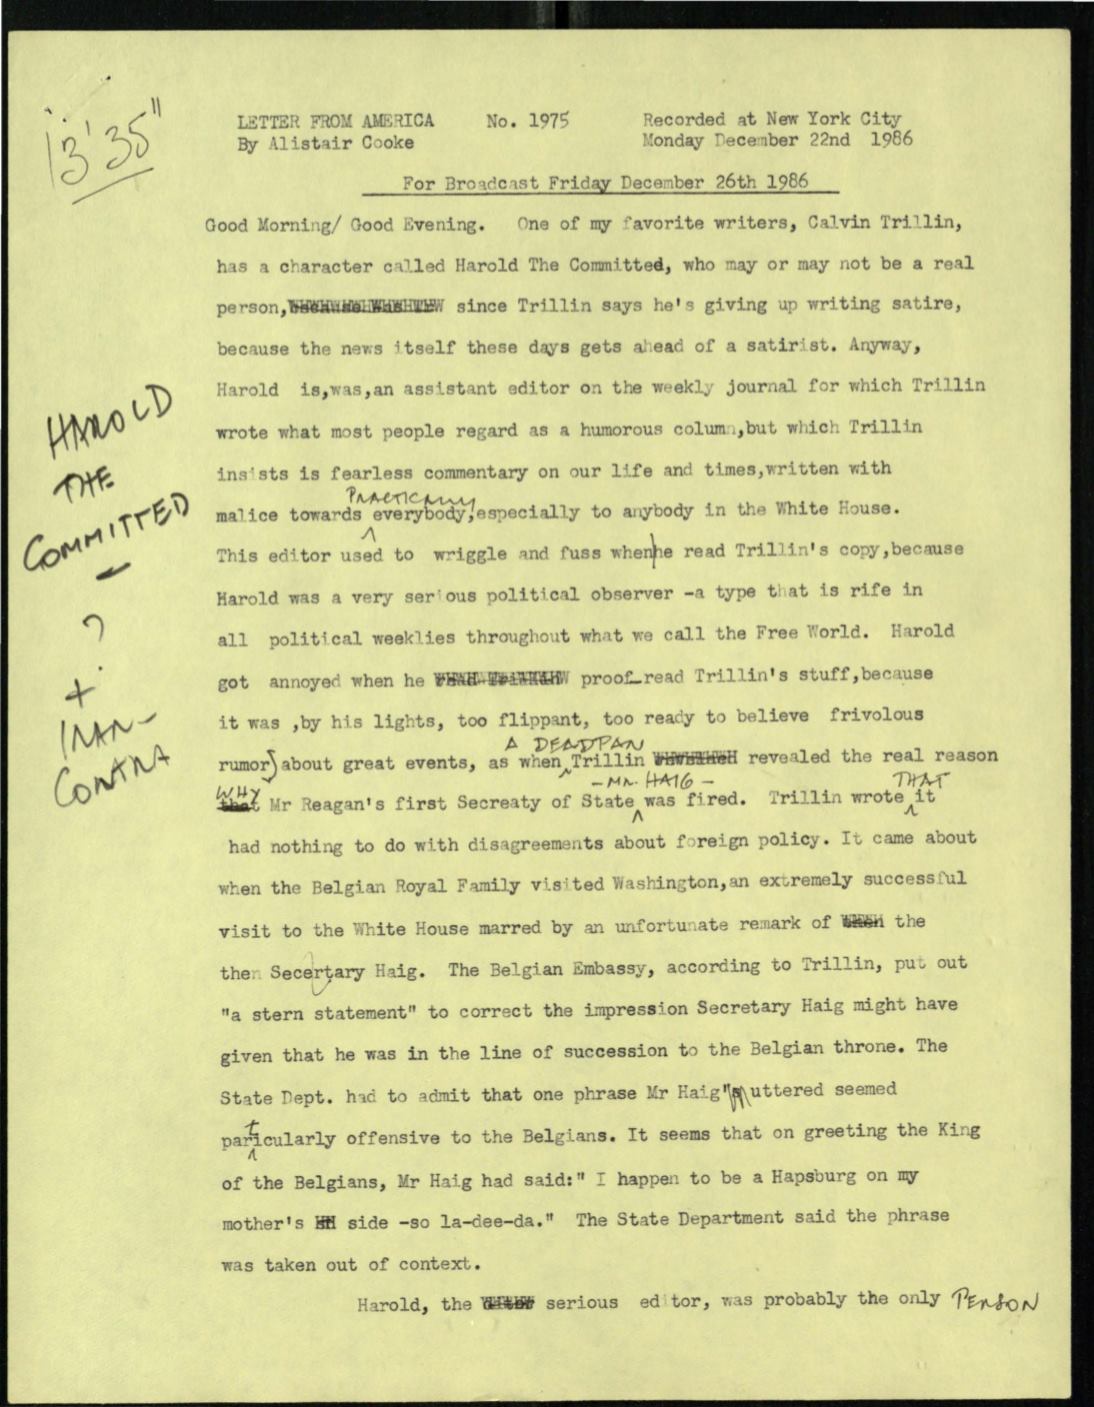 13'35"
LETTER FROM AMERICA No. 1975 Recorded at New York City
By Alistair Cooke Monday December 22nd 1986
For Broadcast Friday December 26th 1986
Good Morning/ Good Evening. One of my favorite writers, Calvin Trillin,
has a character called Harold The Committed, who may or may not be a real
person, since Trillin says he's giving up writing satire,
because the news itself these days gets ahead of a satirist. Anyway,
Harold is,was,an assistant editor on the weekly journal for which Trillin
wrote what most people regard as a humorous column,but which Trillin
insists is fearless commentary on our life and times,written with
PRACTICALLY
malice towards everybody,especially to anybody in the White House.
This editor used to wriggle and fuss when he read Trillin's copy,because
Harold was a very serious political observer -a type that is rife in
all political weeklies throughout what we call the Free World. Harold
got annoyed when he proof-read Trillin's stuff,because
it was ,by his lights, too flippant, too ready to believe frivolous
A DEADPAN
rumor about great events, as when Trillin revealed the real reason
WHY - MR. HAIG - THAT
that Mr Reagan's first Secreaty of State was fired. Trillin wrote it
had nothing to do with disagreements about foreign policy. It came about
when the Belgian Royal Family visited Washington,an extremely successful
visit to the White House marred by an unfortunate remark of the
then Secertary Haig. The Belgian Embassy, according to Trillin, put out
"a stern statement" to correct the impression Secretary Haig might have
given that he was in the line of succession to the Belgian throne. The
State Dept. had to admit that one phrase Mr Haig uttered seemed
t
paricularly offensive to the Belgians. It seems that on greeting the King
of the Belgians, Mr Haig had said:" I happen to be a Hapsburg on my
mother's side -so la-dee-da." The State Department said the phrase
was taken out of context.
Harold, the serious editor, was probably the only PERSON
HAROLD
THE
COMMITTED
-
?
+
IRAN-
CONTRA